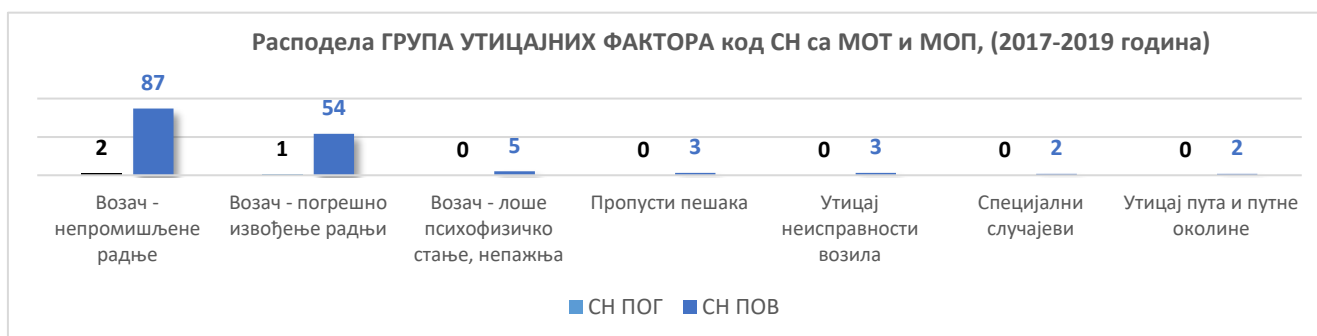 Расподела ГРУПА УТИЦАЈНИХ ФАКТОРА код СН са МОТ и МОП, (2017-2019 година)
87
54
2
1
0
5
0
3
0
3
0
2
0
2
Возач -
непромишљене
радње
Возач - погрешно
извођење радњи
Возач - лоше
психофизичко
стање, непажња
Пропусти пешака
Утицај
неисправности
возила
Специјални
случајеви
Утицај пута и путне
околине
СН ПОГ
СН ПОВ